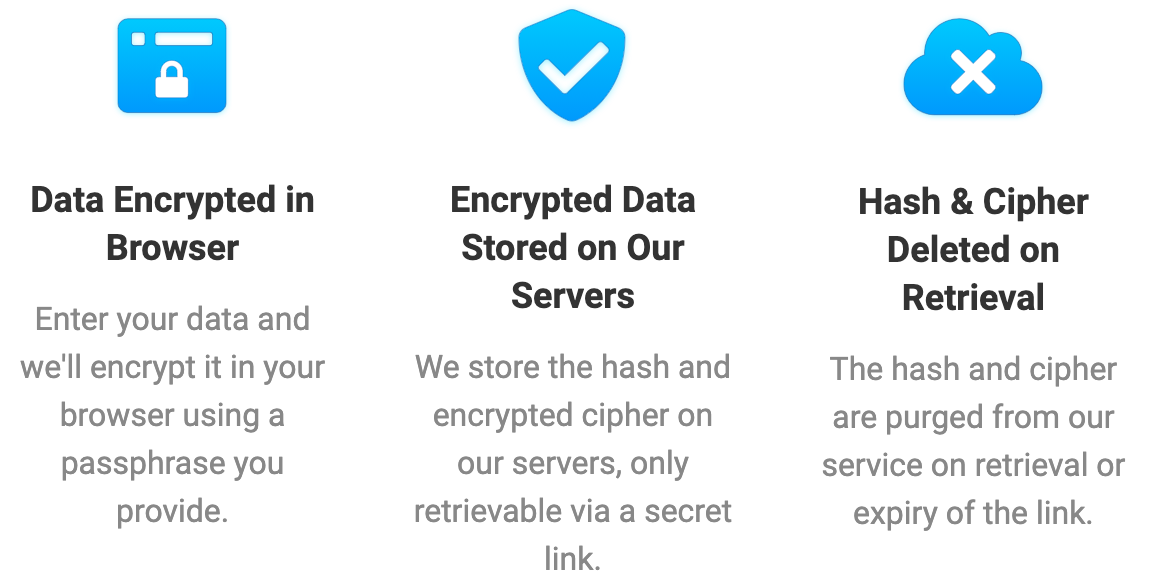 Data Encrypted in
Browser
Enter your data and
we'll encrypt it in your
browser using a
passphrase you
provide.
Encrypted Data
Stored on Our
Servers
We store the hash and
encrypted cipher on
our servers, only
retrievable via a secret
link.
Hash & Cipher
Deleted on
Retrieval
The hash and cipher
are purged from our
service on retrieval or
expiry of the link.